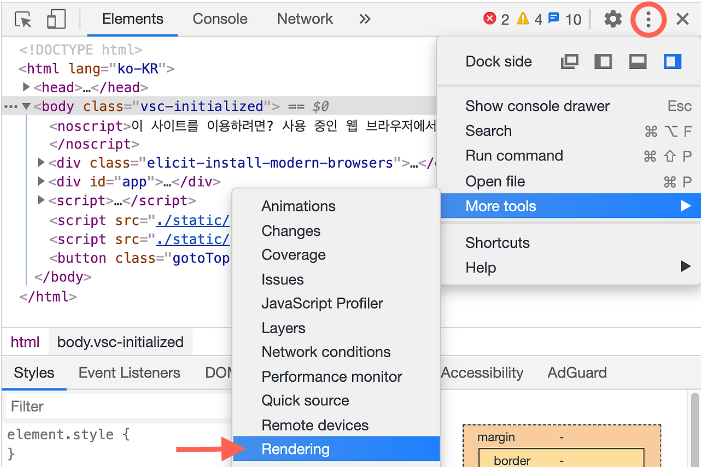 Elements Console Network » 2 4 10
Dock side
Show console drawer Esc
Search ⌘ ⌥ F
Run command ⌘ ⇧ P
Open file ⌘ P
More tools ▶
Shortcuts
Help ▶
<!DOCTYPE html>
<html lang="ko-KR">
▶<head>…</head>
…▼<body class="vsc-initialized"> == $0
<noscript>이 사이트를 이용하려면? 사용 중인 웹 브라우저에서
</noscript>
▶<div class="elicit-install-modern-browsers">…</
▶<div id="app">…</div>
▶<script>…</script>
<script src="./static/
<script src="./static/
<button class="gotoTop
</body>
</html>
Animations
Changes
Coverage
Issues
JavaScript Profiler
Layers
Network conditions
Performance monitor
Quick source
Remote devices
Rendering
html body.vsc-initialized
Styles Event Listeners DOM Accessibility AdGuard
Filter
element.style {
}
margin -
border -